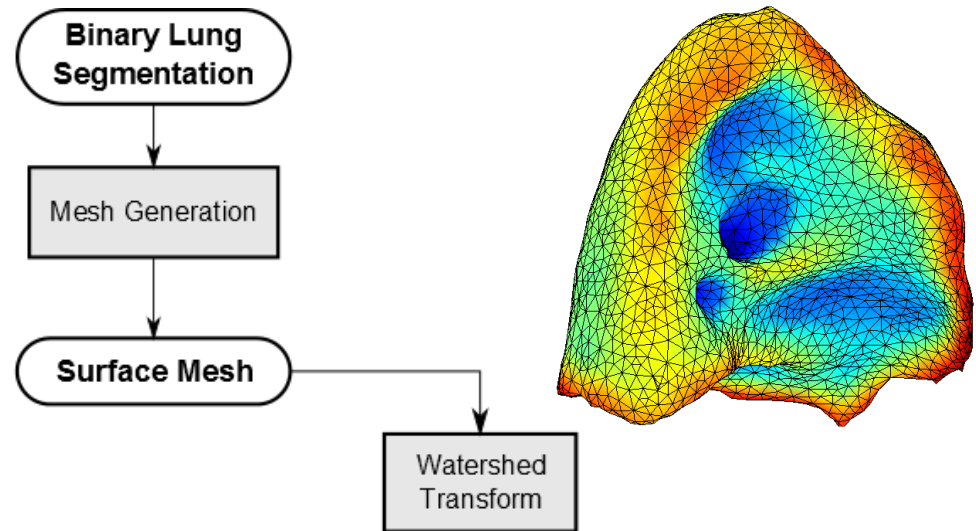 Binary Lung
Segmentation
Mesh Generation
Surface Mesh
Watershed
Transform